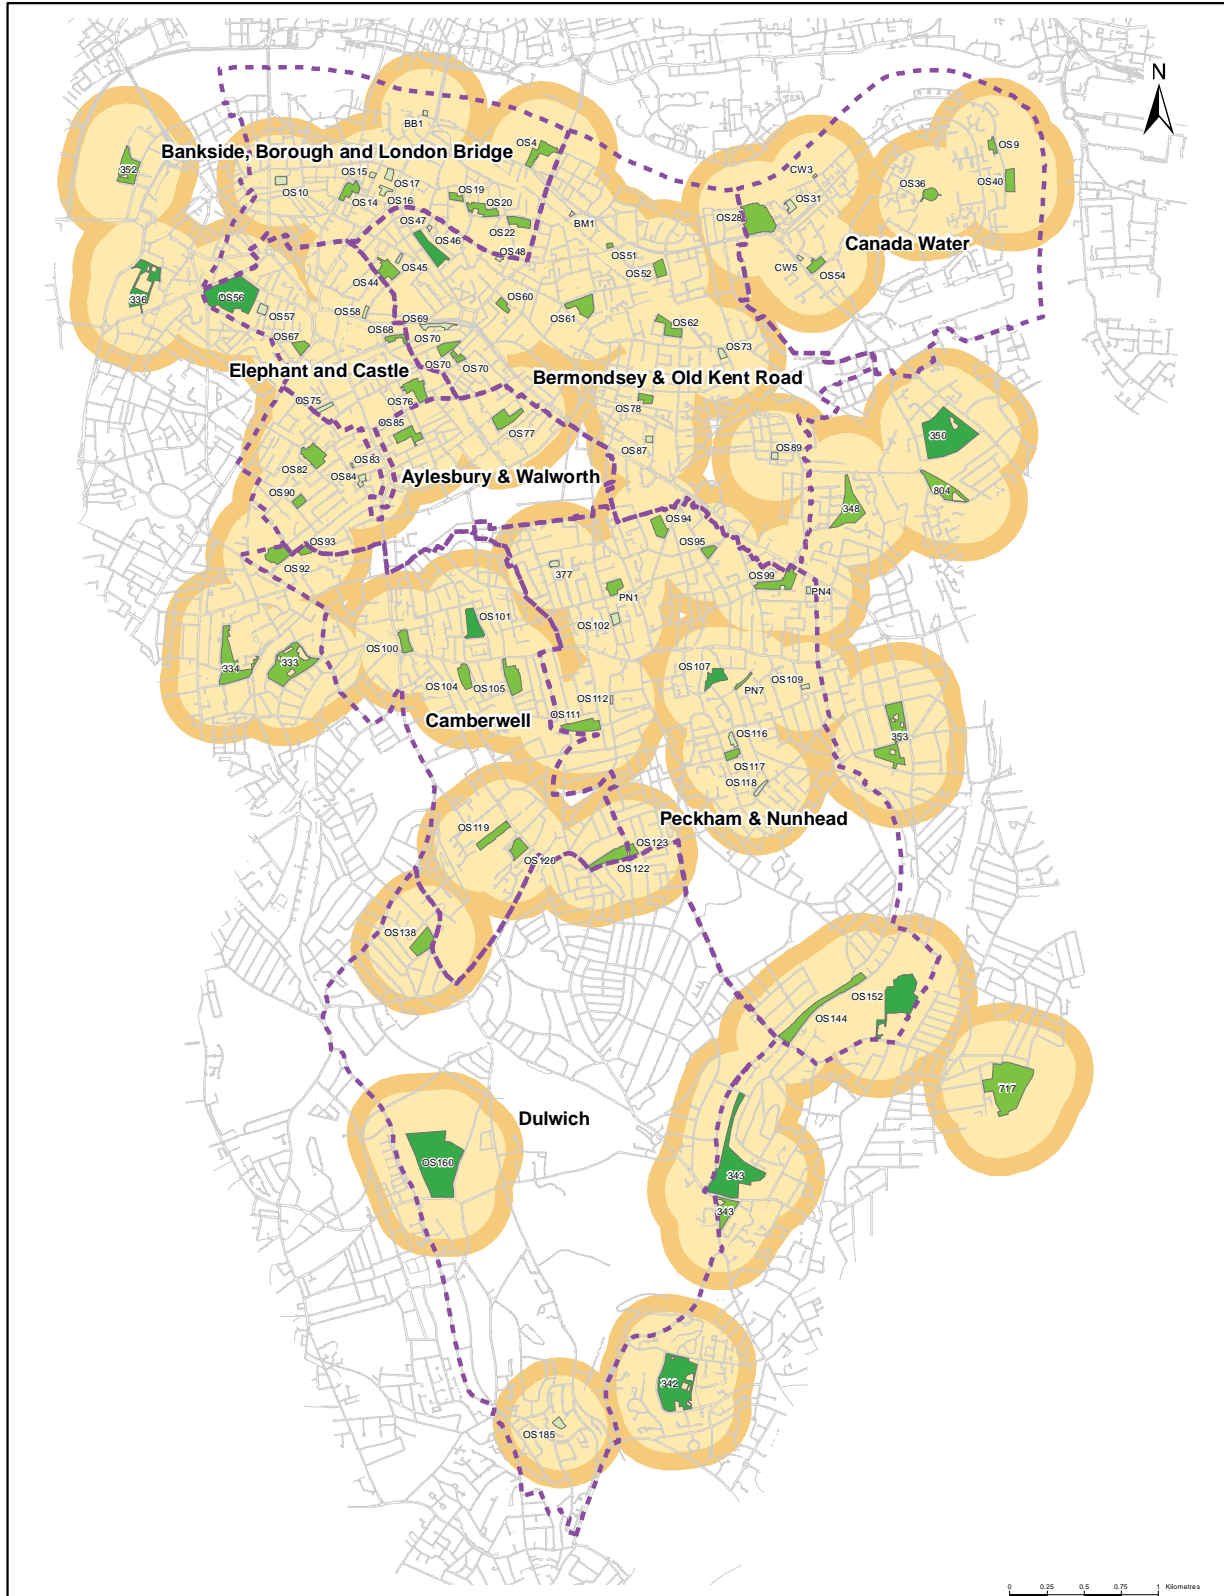 N
BB1
OS4
Bankside, Borough and London Bridge
352
OS9
CW3
OS15
OS17
OS19
OS10
OS14
OS16
OS20
OS36
OS40
OS31
OS28
BM1
OS47
OS22
OS46
Canada Water
OS51
OS48
OS45
OS52
CW5
OS54
OS44
336
OS56
OS57
OS58
OS60
OS61
OS62
OS69
OS67
OS68
OS70
OS70
OS73
Elephant and Castle
Bermondsey & Old Kent Road
OS76
OS75
OS78
OS85
OS77
350
OS87
OS89
OS83
OS82
OS84
Aylesbury & Walworth
804
OS90
348
OS94
OS93
OS95
OS92
377
OS99
PN4
PN1
OS101
OS102
OS100
334
333
OS107
OS104
OS105
PN7
OS109
OS112
OS111
Camberwell
353
OS116
OS117
OS118
Peckham & Nunhead
OS119
OS123
OS120
OS122
OS138
OS152
OS144
717
Dulwich
OS160
343
343
342
OS185
0 0.25 0.5 0.75 1 Kilometres